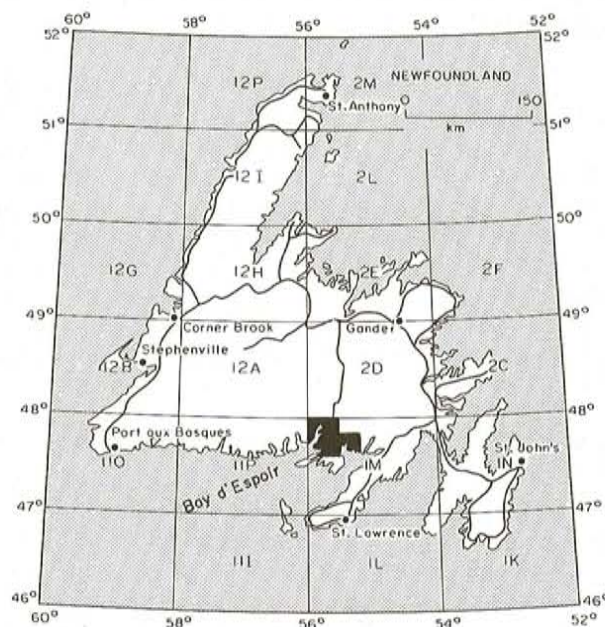 60° 58° 56° 54° 52°
52° 52°
12P 2M NEWFOUNDLAND
St. Anthony 0 150
km
51° 51°
12I 2L
50° 50°
12G 12H 2E 2F
49° 49°
Corner Brook Gander
Stephenville
12B 12A 2D 2C
48° 48°
Port aux Basques St. John's
11O 11P 1M 1N
Bay d'Espoir
47° 47°
St. Lawrence
11I 1L 1K
46° 46°
60° 58° 56° 54° 52°